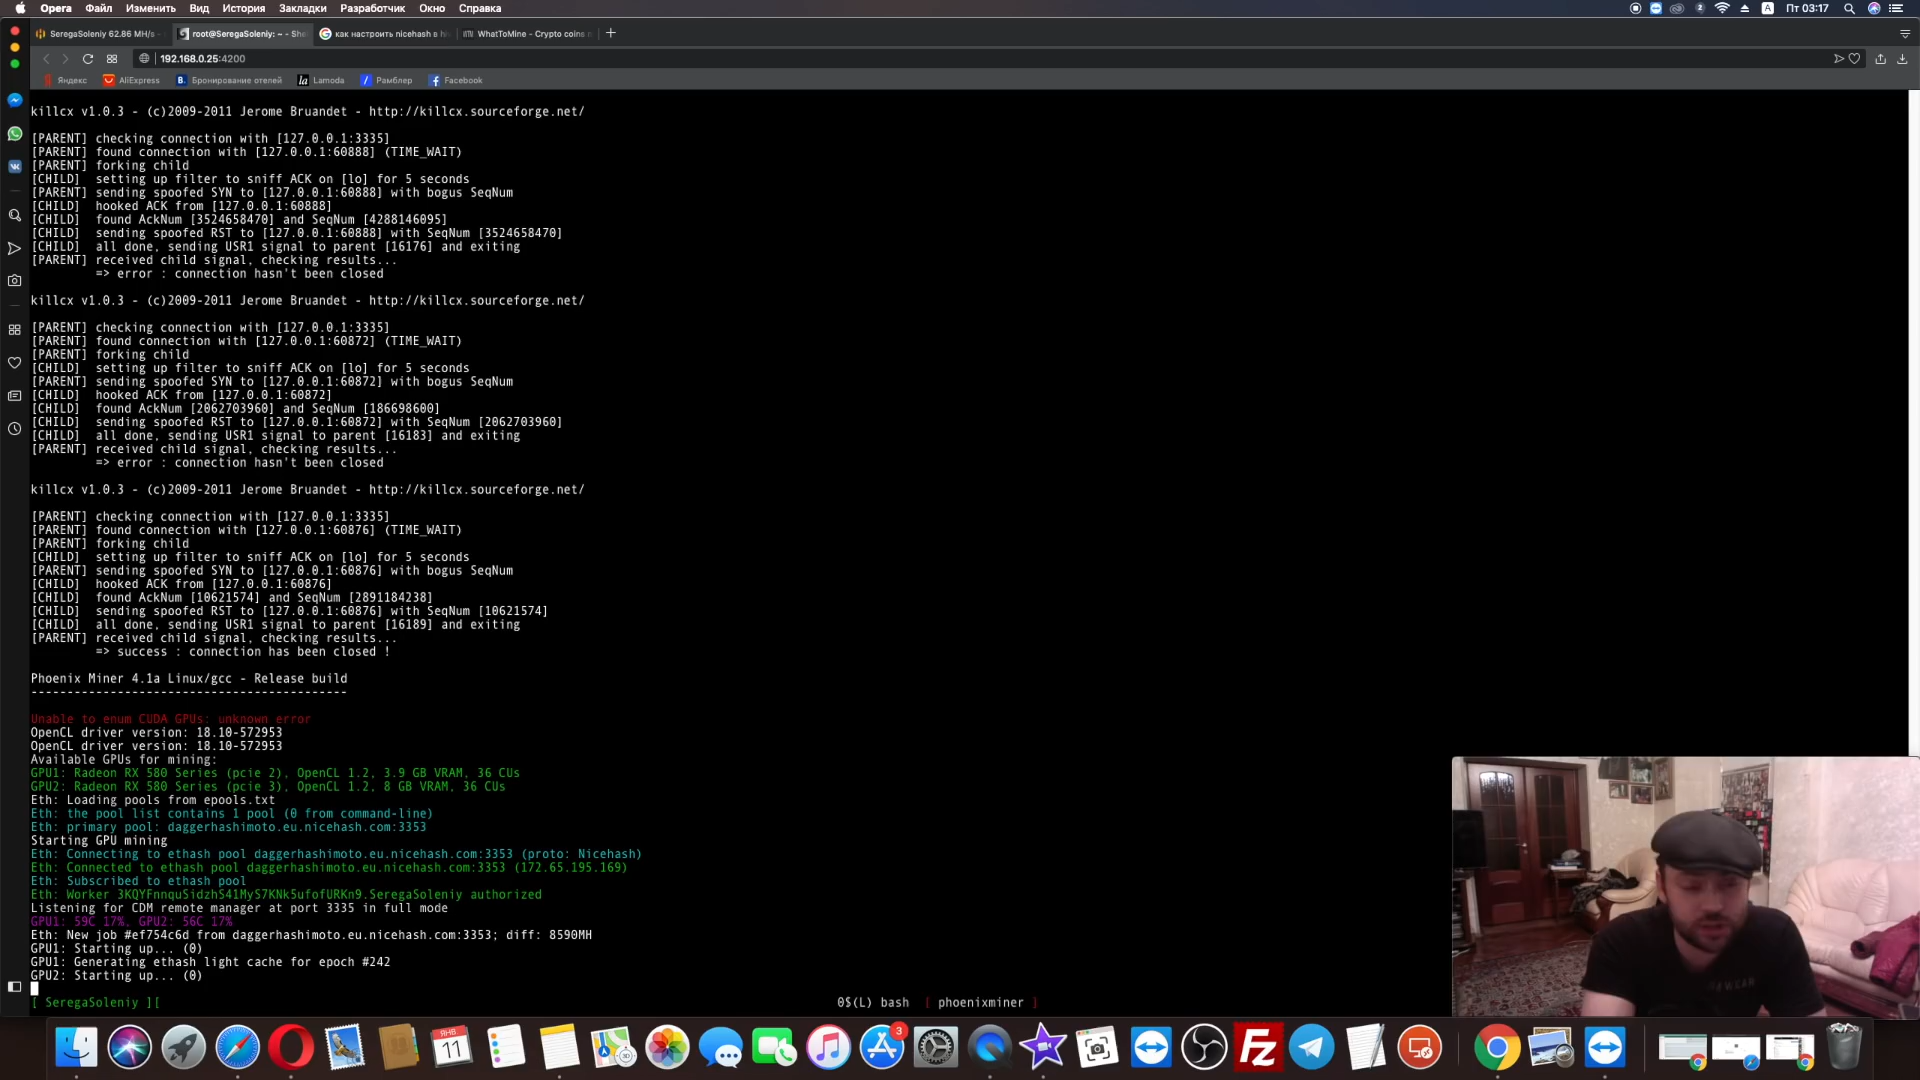 Opera Файл Изменить Вид История Закладки Разработчик Окно Справка Пт 03:17
SeregaSoleniy 62.86 MH/s - root@SeregaSoleniy: ~ - She как настроить nicehash в hi WhatToMine - Crypto coins
192.168.0.25:4200
Яндекс AliExpress Бронирование отелей Lamoda Рамблер Facebook
killcx v1.0.3 - (c)2009-2011 Jerome Bruandet - http://killcx.sourceforge.net/
[PARENT] checking connection with [127.0.0.1:3335]
[PARENT] found connection with [127.0.0.1:60888] (TIME_WAIT)
[PARENT] forking child
[CHILD] setting up filter to sniff ACK on [lo] for 5 seconds
[PARENT] sending spoofed SYN to [127.0.0.1:60888] with bogus SeqNum
[CHILD] hooked ACK from [127.0.0.1:60888]
[CHILD] found AckNum [3524658470] and SeqNum [4288146095]
[CHILD] sending spoofed RST to [127.0.0.1:60888] with SeqNum [3524658470]
[CHILD] all done, sending USR1 signal to parent [16176] and exiting
[PARENT] received child signal, checking results...
=> error : connection hasn't been closed
killcx v1.0.3 - (c)2009-2011 Jerome Bruandet - http://killcx.sourceforge.net/
[PARENT] checking connection with [127.0.0.1:3335]
[PARENT] found connection with [127.0.0.1:60872] (TIME_WAIT)
[PARENT] forking child
[CHILD] setting up filter to sniff ACK on [lo] for 5 seconds
[PARENT] sending spoofed SYN to [127.0.0.1:60872] with bogus SeqNum
[CHILD] hooked ACK from [127.0.0.1:60872]
[CHILD] found AckNum [2062703960] and SeqNum [186698600]
[CHILD] sending spoofed RST to [127.0.0.1:60872] with SeqNum [2062703960]
[CHILD] all done, sending USR1 signal to parent [16183] and exiting
[PARENT] received child signal, checking results...
=> error : connection hasn't been closed
killcx v1.0.3 - (c)2009-2011 Jerome Bruandet - http://killcx.sourceforge.net/
[PARENT] checking connection with [127.0.0.1:3335]
[PARENT] found connection with [127.0.0.1:60876] (TIME_WAIT)
[PARENT] forking child
[CHILD] setting up filter to sniff ACK on [lo] for 5 seconds
[PARENT] sending spoofed SYN to [127.0.0.1:60876] with bogus SeqNum
[CHILD] hooked ACK from [127.0.0.1:60876]
[CHILD] found AckNum [10621574] and SeqNum [2891184238]
[CHILD] sending spoofed RST to [127.0.0.1:60876] with SeqNum [10621574]
[CHILD] all done, sending USR1 signal to parent [16189] and exiting
[PARENT] received child signal, checking results...
=> success : connection has been closed !
Phoenix Miner 4.1a Linux/gcc - Release build
--------------------------------------------
Unable to enum CUDA GPUs: unknown error
OpenCL driver version: 18.10-572953
OpenCL driver version: 18.10-572953
Available GPUs for mining:
GPU1: Radeon RX 580 Series (pcie 2), OpenCL 1.2, 3.9 GB VRAM, 36 CUs
GPU2: Radeon RX 580 Series (pcie 3), OpenCL 1.2, 8 GB VRAM, 36 CUs
Eth: Loading pools from epools.txt
Eth: the pool list contains 1 pool (0 from command-line)
Eth: primary pool: daggerhashimoto.eu.nicehash.com:3353
Starting GPU mining
Eth: Connecting to ethash pool daggerhashimoto.eu.nicehash.com:3353 (proto: Nicehash)
Eth: Connected to ethash pool daggerhashimoto.eu.nicehash.com:3353 (172.65.195.169)
Eth: Subscribed to ethash pool
Eth: Worker 3KQYFnnquSidzhS41MyS7KNk5ufofURKn9.SeregaSoleniy authorized
Listening for CDM remote manager at port 3335 in full mode
GPU1: 59C 17%, GPU2: 56C 17%
Eth: New job #ef754c6d from daggerhashimoto.eu.nicehash.com:3353; diff: 8590MH
GPU1: Starting up... (0)
GPU1: Generating ethash light cache for epoch #242
GPU2: Starting up... (0)
[ SeregaSoleniy ][ 0$(L) bash [ phoenixminer ]
ЯНВ
11
3